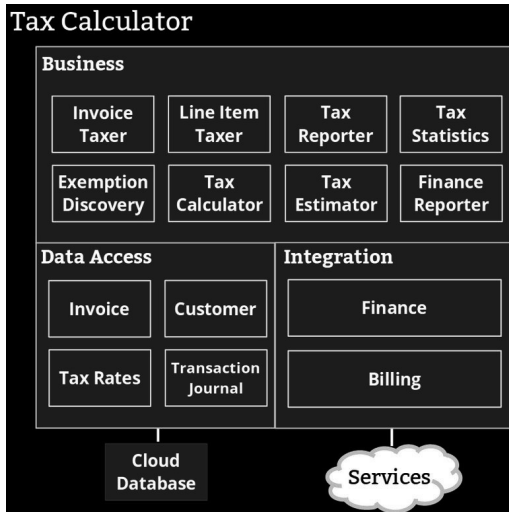 Tax Calculator
Business
Invoice
Taxer
Line Item
Taxer
Tax
Reporter
Tax
Statistics
Exemption
Discovery
Tax
Calculator
Tax
Estimator
Finance
Reporter
Data Access
Invoice
Customer
Tax Rates
Transaction
Journal
Integration
Finance
Billing
Cloud
Database
Services